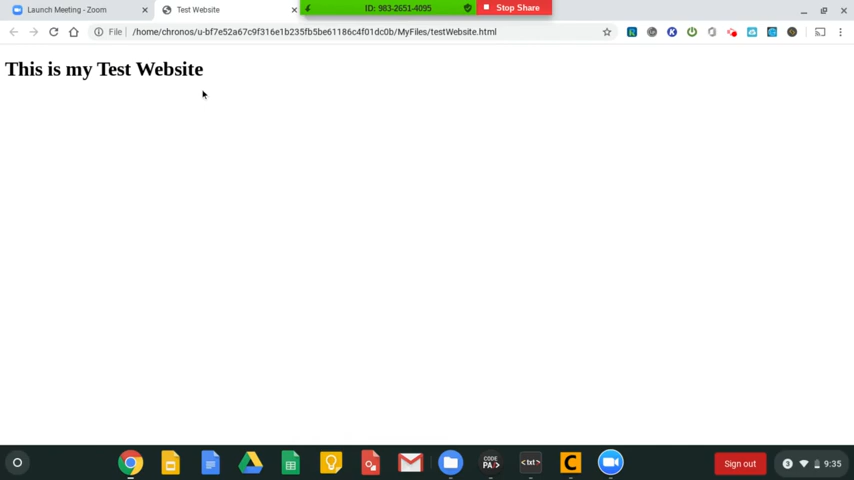 Launch Meeting - Zoom
Test Website
ID: 983-2651-4095
Stop Share
File
/home/chronos/u-bf7e52a67c9f316e1b235fb5be61186c4f01dc0b/MyFiles/testWebsite.html
This is my Test Website
CODE
PAD>
<txt>
C
Sign out
3
9:35